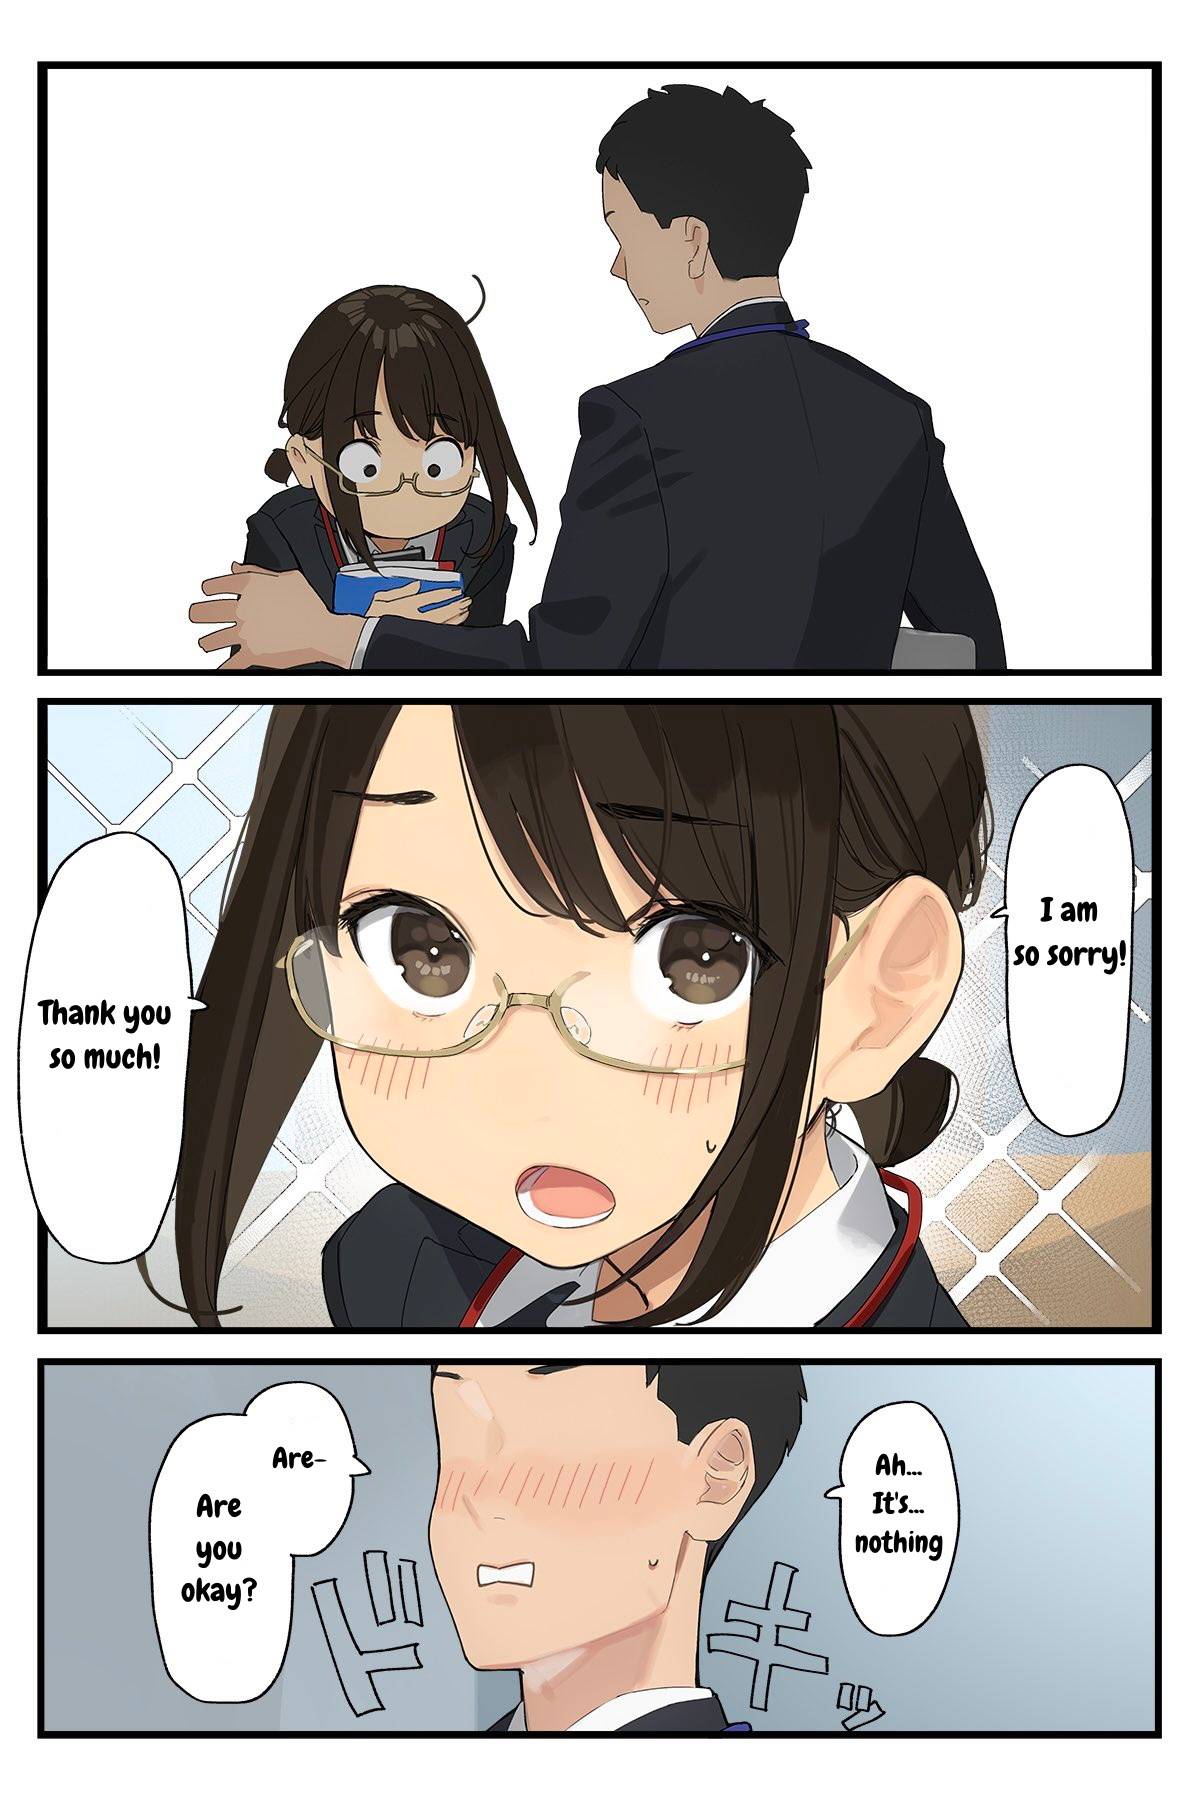 I am
so sorry!
Thank you
so much!
Ah...
It's...
nothing
Are-
Are
you
okay?
ドキッ